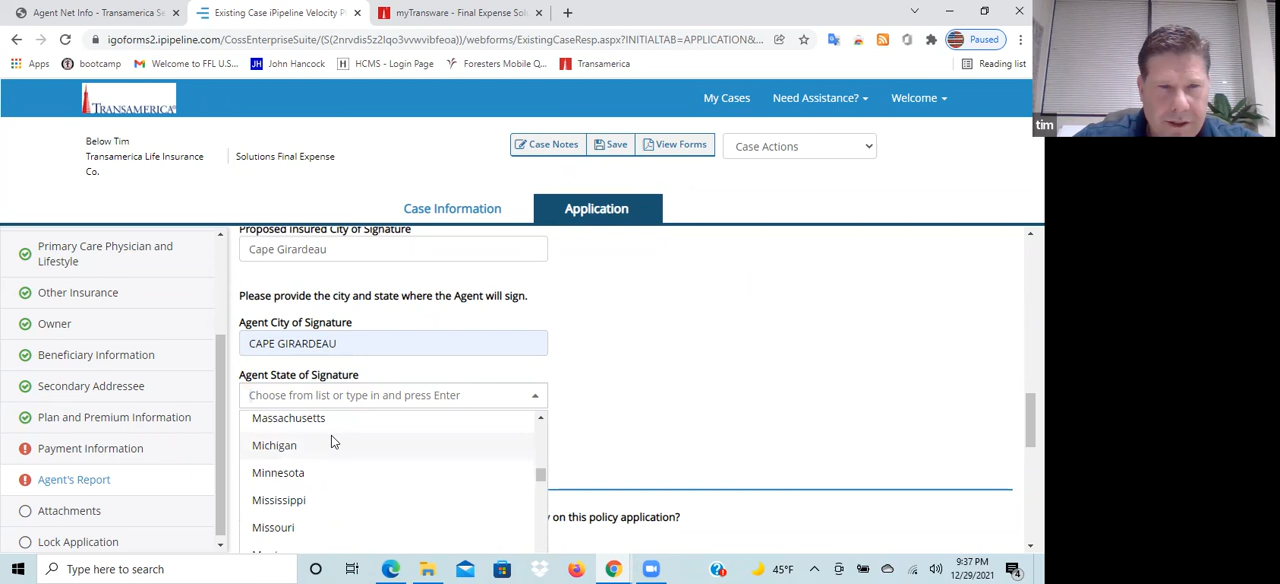 Agent Net Info - Transamerica Se
Existing Case iPipeline Velocity P
myTransware - Final Expense Sol
igoforms2.ipipeline.com/CossEnterpriseSuite/(S(2nrvdis5z2lqo3vwwvibfeoa))/webforms/ExistingCaseResp.aspx?INITIALTAB=APPLICATION&...
Paused
Apps
bootcamp
Welcome to FFL U.S...
JH John Hancock
H HCMS - Login Page
Foresters Mobile Q...
Transamerica
Reading list
tim
TRANSAMERICA
My Cases
Need Assistance?
Welcome
Below Tim
Transamerica Life Insurance
Co.
Solutions Final Expense
Case Notes
Save
View Forms
Case Actions
Case Information
Application
Primary Care Physician and
Lifestyle
Other Insurance
Owner
Beneficiary Information
Secondary Addressee
Plan and Premium Information
Payment Information
Agent's Report
Attachments
Lock Application
Proposed Insured City of Signature
Cape Girardeau
Please provide the city and state where the Agent will sign.
Agent City of Signature
CAPE GIRARDEAU
Agent State of Signature
Choose from list or type in and press Enter
Massachusetts
Michigan
Minnesota
Mississippi
Missouri
on this policy application?
Type here to search
45°F
9:37 PM
12/29/2021
4